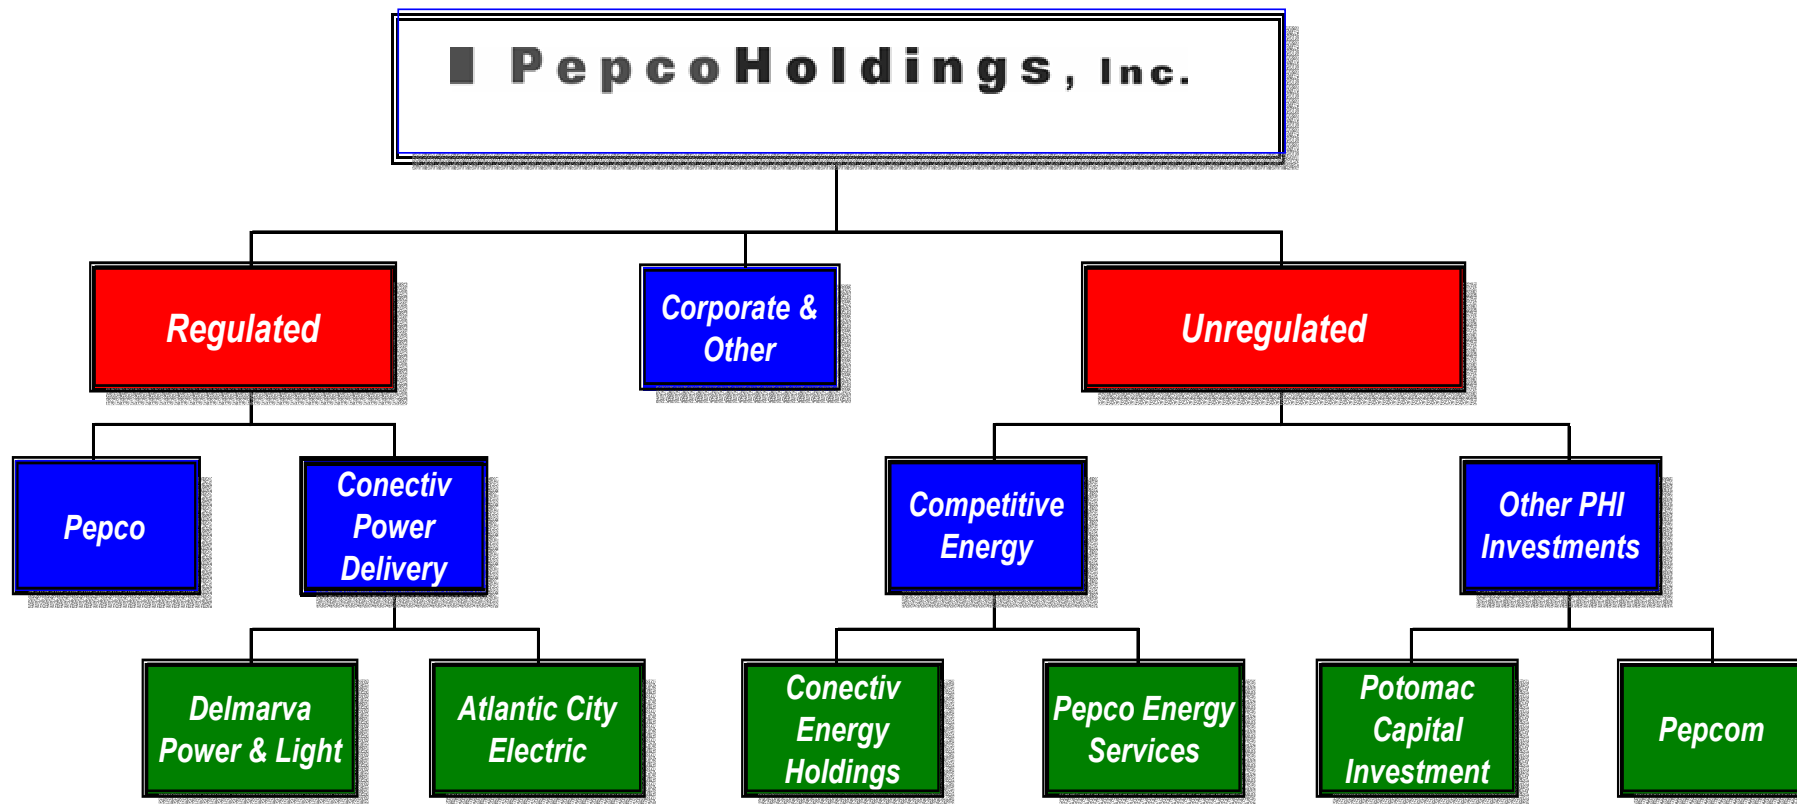 PepcoHoldings, Inc.
Regulated
Corporate &
Other
Unregulated
Pepco
Conectiv
Power
Delivery
Competitive
Energy
Other PHI
Investments
Delmarva
Power & Light
Atlantic City
Electric
Conectiv
Energy
Holdings
Pepco Energy
Services
Potomac
Capital
Investment
Pepcom